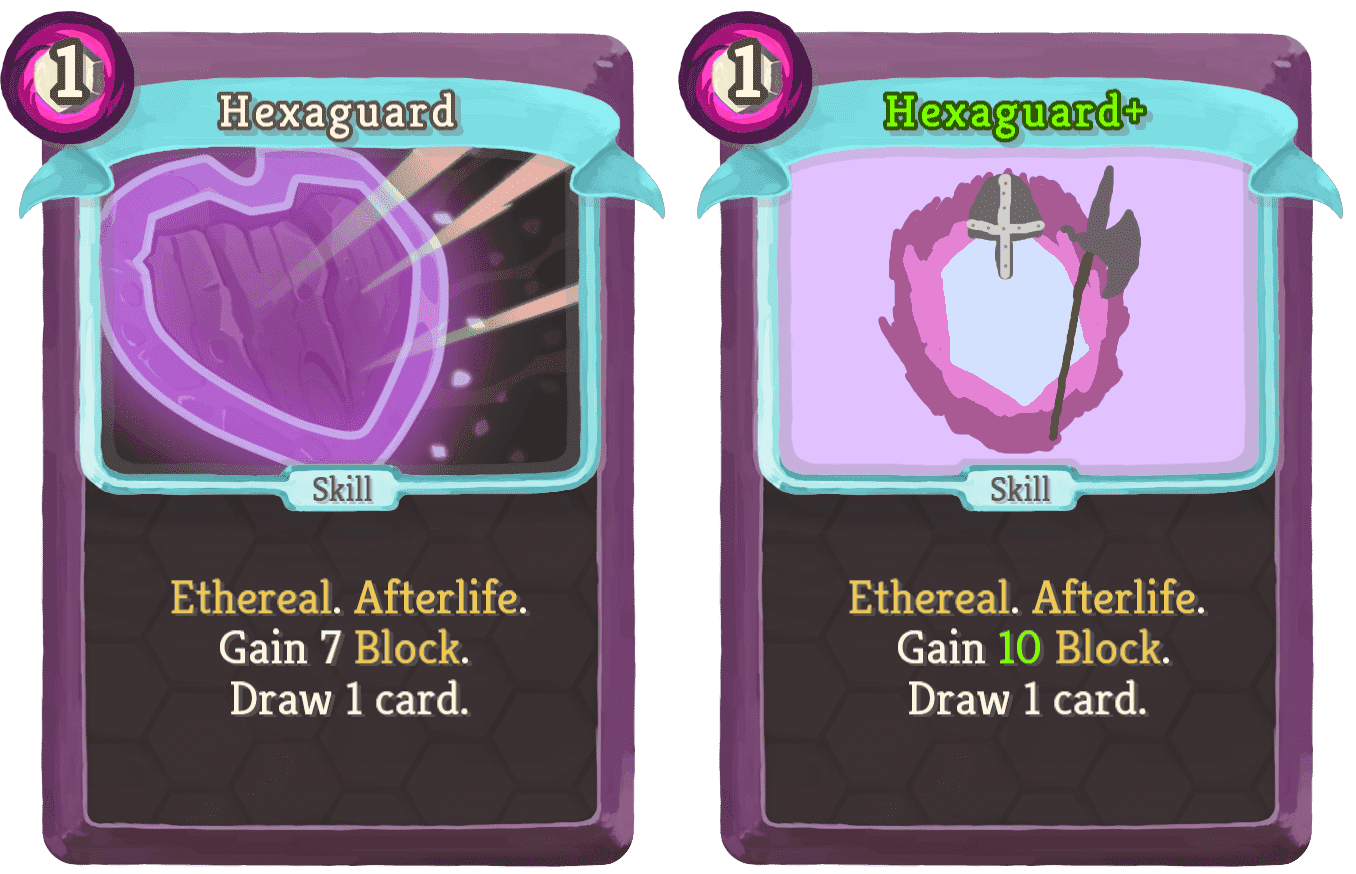 1
Hexaguard
Skill
Ethereal. Afterlife.
Gain 7 Block.
Draw 1 card.
1
Hexaguard+
Skill
Ethereal. Afterlife.
Gain 10 Block.
Draw 1 card.